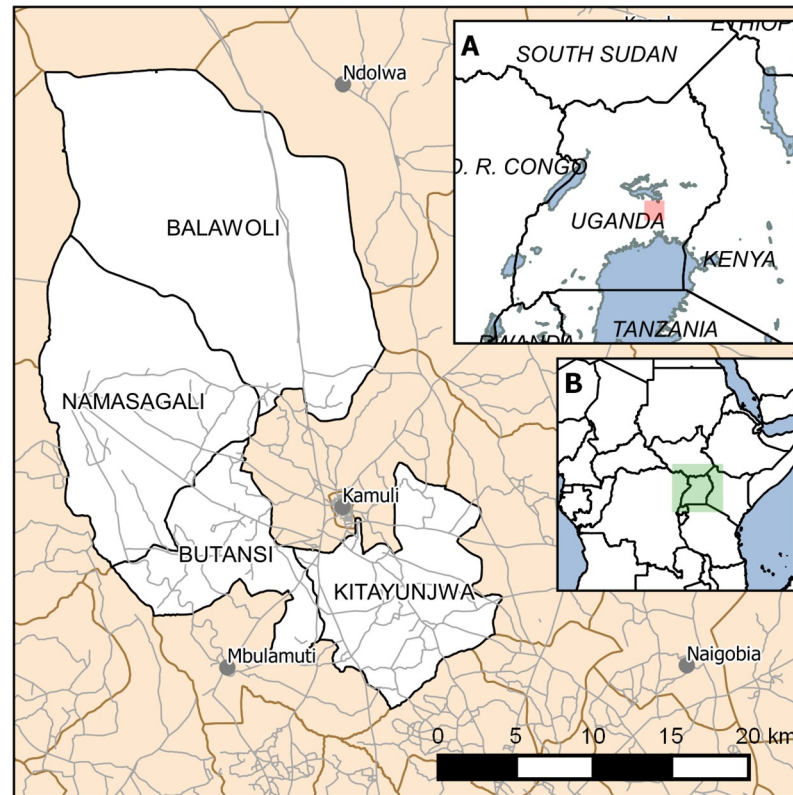 A
SOUTH SUDAN
Ndolwa
D. R. CONGO
BALAWOLI
UGANDA
KENYA
TANZANIA
B
NAMASAGALI
Kamuli
BUTANSI
KITAYUNJWA
Mbulamuti
Naigobia
0 5 10 15 20 km